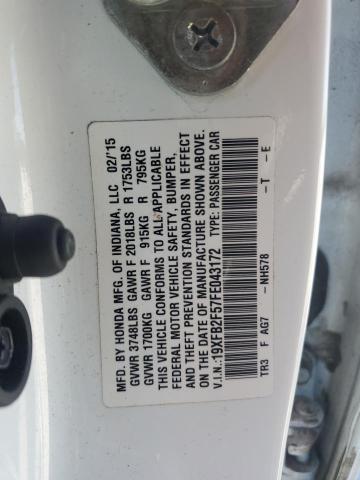 MFD. BY HONDA MFG. OF INDIANA, LLC 02/'15
GVWR 3748LBS GAWR F 2018LBS R 1753LBS
GVWR 1700KG GAWR F 915KG R 795KG
THIS VEHICLE CONFORMS TO ALL APPLICABLE
FEDERAL MOTOR VEHICLE SAFETY, BUMPER,
AND THEFT PREVENTION STANDARDS IN EFFECT
ON THE DATE OF MANUFACTURE SHOWN ABOVE.
V.I.N.:19XFB2F57FE043172 TYPE: PASSENGER CAR
TR3 F AG7 -NH578 -T -E